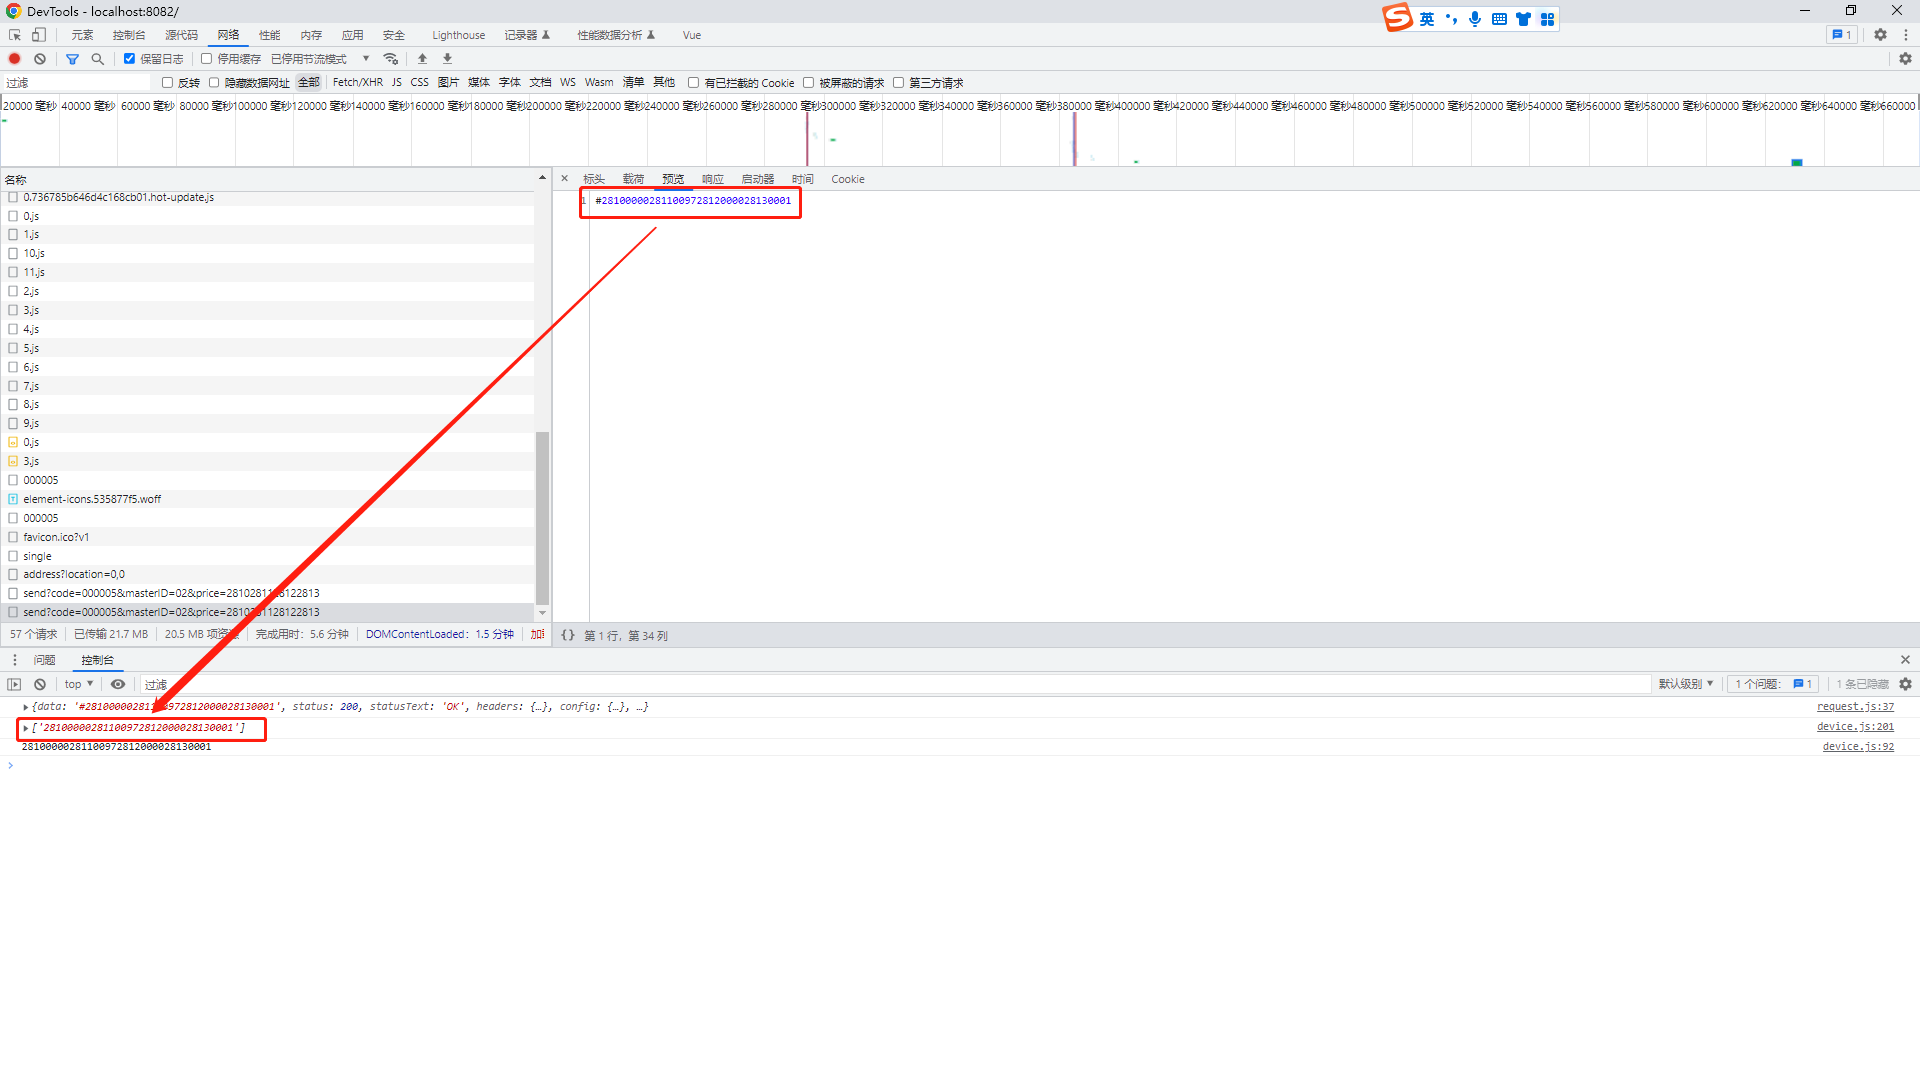 DevTools - localhost:8082/
英
元素 控制台 源代码 网络 性能 内存 应用 安全 Lighthouse 记录器 性能数据分析 Vue 1
保留日志 停用缓存 已停用节流模式
过滤 反转 隐藏数据网址 全部 Fetch/XHR JS CSS 图片 媒体 字体 文档 WS Wasm 清单 其他 有已拦截的 Cookie 被屏蔽的请求 第三方请求
20000 毫秒 40000 毫秒 60000 毫秒 80000 毫秒 100000 毫秒 120000 毫秒 140000 毫秒 160000 毫秒 180000 毫秒 200000 毫秒 220000 毫秒 240000 毫秒 260000 毫秒 280000 毫秒 300000 毫秒 320000 毫秒 340000 毫秒 360000 毫秒 380000 毫秒 400000 毫秒 420000 毫秒 440000 毫秒 460000 毫秒 480000 毫秒 500000 毫秒 520000 毫秒 540000 毫秒 560000 毫秒 580000 毫秒 600000 毫秒 620000 毫秒 640000 毫秒 660000
名称
0.736785b646d4c168cb01.hot-update.js
0.js
1.js
10.js
11.js
2.js
3.js
4.js
5.js
6.js
7.js
8.js
9.js
0.js
3.js
000005
element-icons.535877f5.woff
000005
favicon.ico?v1
single
address?location=0,0
send?code=000005&masterID=02&price=2810281128122813
send?code=000005&masterID=02&price=2810281128122813
57 个请求 已传输 21.7 MB 20.5 MB 项资 完成用时：5.6 分钟 DOMContentLoaded：1.5 分钟
标头 载荷 预览 响应 启动器 时间 Cookie
1 #2810000028110097281200002813​0001
{} 第 1 行，第 34 列
问题 控制台
top 过滤 默认级别 1 个问题： 1 1 条已隐藏
{data: '#28100000281 972812000028130001', status: 200, statusText: 'OK', headers: {…}, config: {…}, …} request.js:37
['28100000281100972812000028130001'] device.js:201
28100000281100972812000028130001 device.js:92